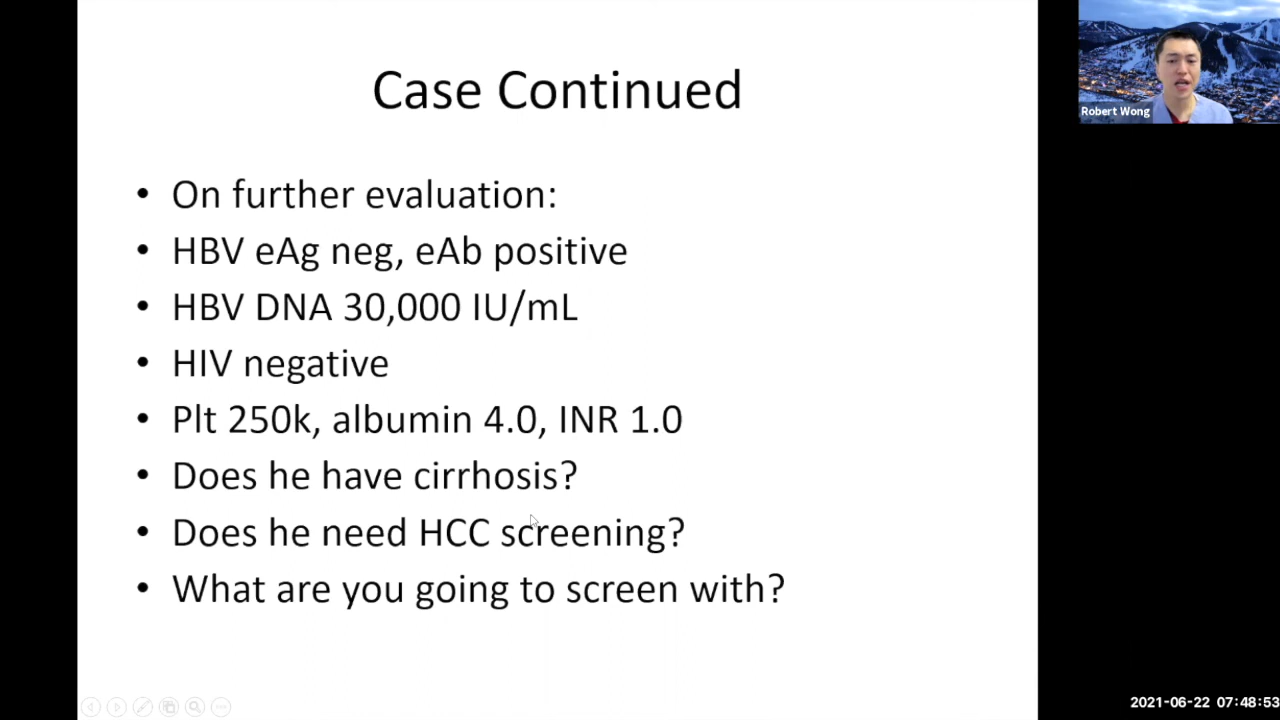 Case Continued
• On further evaluation:
• HBV eAg neg, eAb positive
• HBV DNA 30,000 IU/mL
• HIV negative
• Plt 250k, albumin 4.0, INR 1.0
• Does he have cirrhosis?
• Does he need HCC screening?
• What are you going to screen with?
Robert Wong
2021-06-22 07:48:53